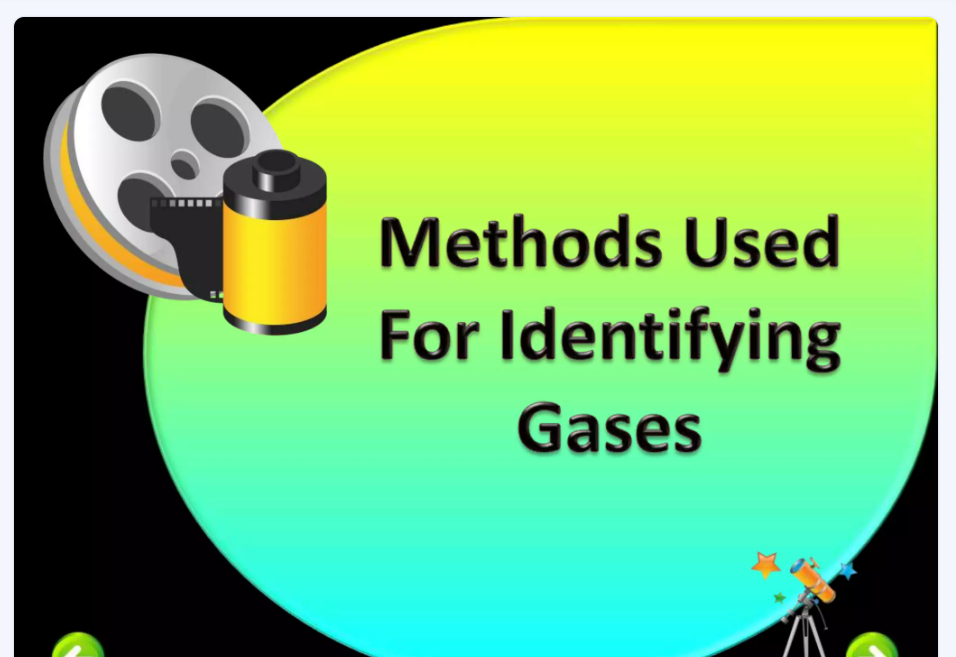 Methods Used
For Identifying
Gases